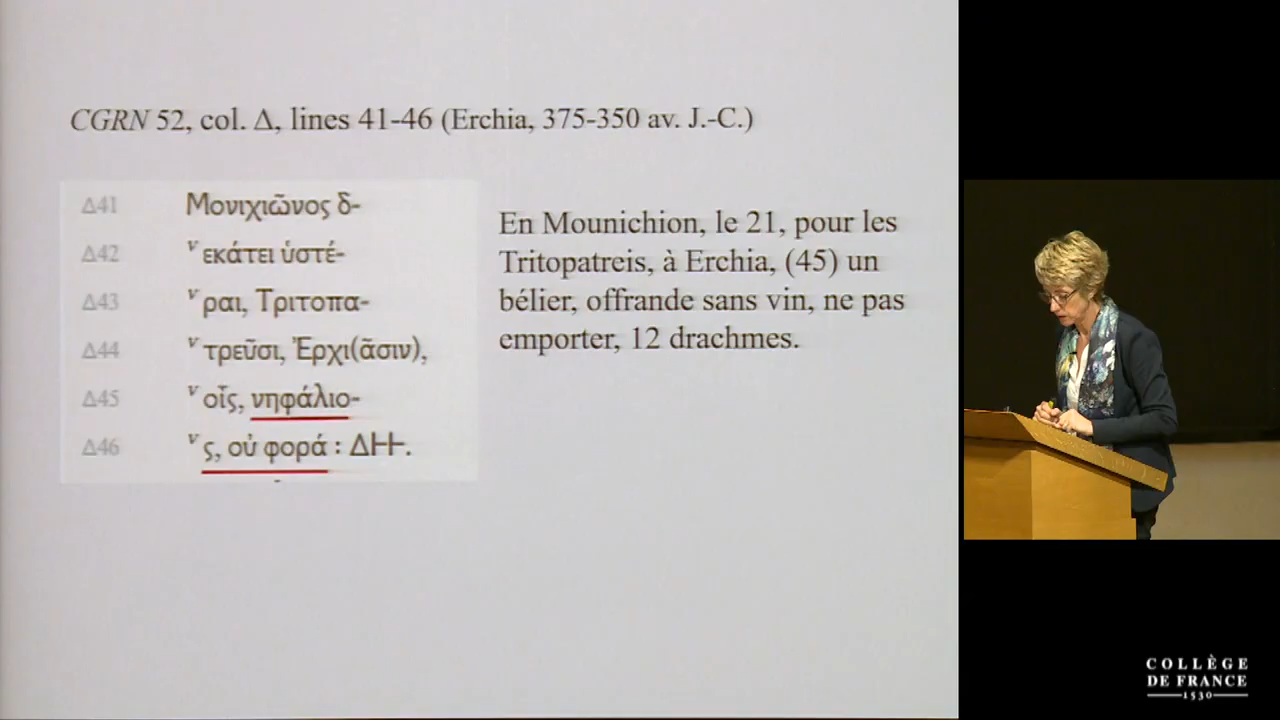 CGRN 52, col. Δ, lines 41-46 (Erchia, 375-350 av. J.-C.)
Δ41 Μονιχιῶνος δ-
Δ42 ᵛ εκάτει ὑστέ-
Δ43 ᵛ ραι, Τριτοπα-
Δ44 ᵛ τρεῦσι, Ἐρχι(ᾶσιν),
Δ45 ᵛ οἶς, νηφάλιο-
Δ46 ᵛ ς, οὐ φορά : ΔͰͰ.
En Mounichion, le 21, pour les
Tritopatreis, à Erchia, (45) un
bélier, offrande sans vin, ne pas
emporter, 12 drachmes.
COLLÈGE
DE FRANCE
1530